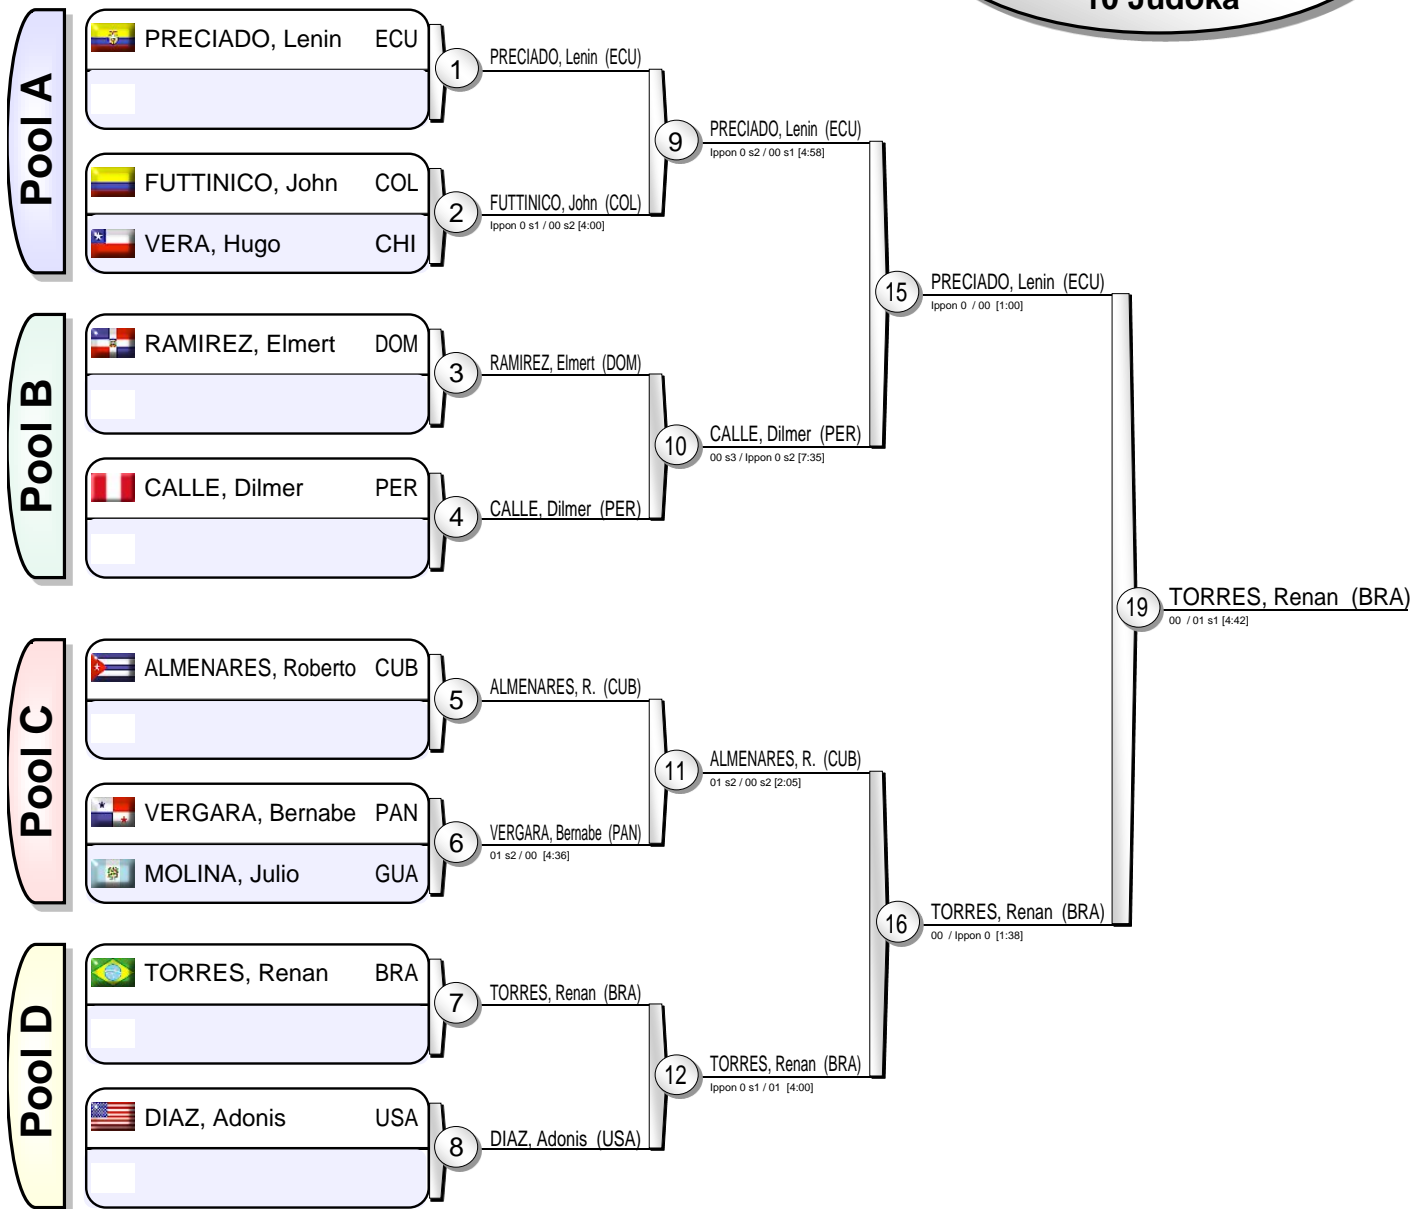 10 Judoka
Pool A
PRECIADO, Lenin ECU
FUTTINICO, John COL
VERA, Hugo CHI
1
PRECIADO, Lenin (ECU)
2
FUTTINICO, John (COL)
Ippon 0 s1 / 00 s2 [4:00]
9
PRECIADO, Lenin (ECU)
Ippon 0 s2 / 00 s1 [4:58]
Pool B
RAMIREZ, Elmert DOM
CALLE, Dilmer PER
3
RAMIREZ, Elmert (DOM)
4
CALLE, Dilmer (PER)
10
CALLE, Dilmer (PER)
00 s3 / Ippon 0 s2 [7:35]
15
PRECIADO, Lenin (ECU)
Ippon 0 / 00 [1:00]
Pool C
ALMENARES, Roberto CUB
VERGARA, Bernabe PAN
MOLINA, Julio GUA
5
ALMENARES, R. (CUB)
6
VERGARA, Bernabe (PAN)
01 s2 / 00 [4:36]
11
ALMENARES, R. (CUB)
01 s2 / 00 s2 [2:05]
Pool D
TORRES, Renan BRA
DIAZ, Adonis USA
7
TORRES, Renan (BRA)
8
DIAZ, Adonis (USA)
12
TORRES, Renan (BRA)
Ippon 0 s1 / 01 [4:00]
16
TORRES, Renan (BRA)
00 / Ippon 0 [1:38]
19
TORRES, Renan (BRA)
00 / 01 s1 [4:42]